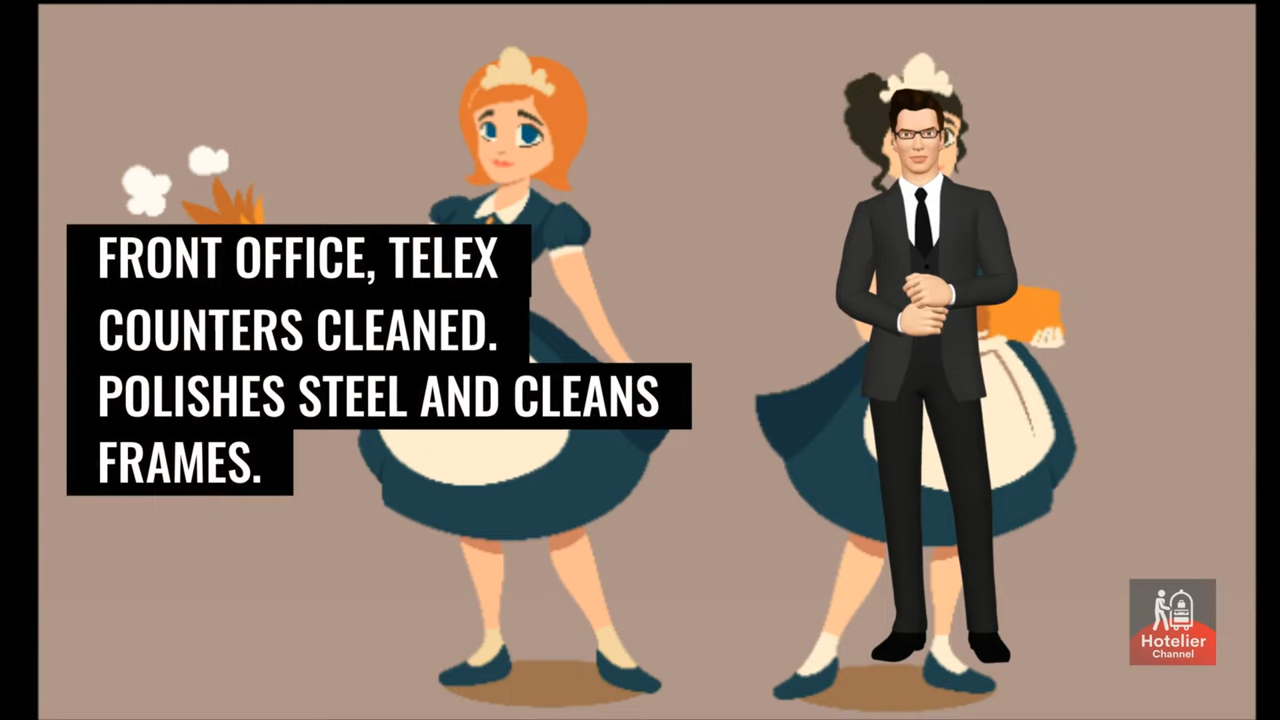 FRONT OFFICE, TELEX
COUNTERS CLEANED.
POLISHES STEEL AND CLEANS
FRAMES.
Hotelier
Channel